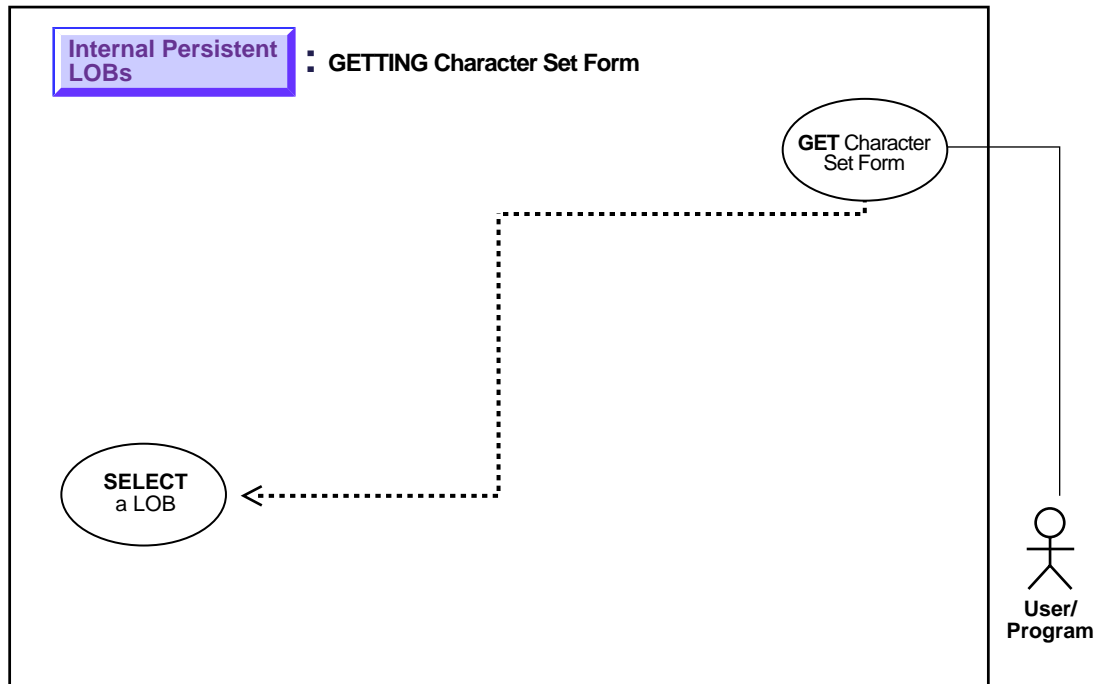 Internal Persistent
LOBs
: GETTING Character Set Form
GET Character
Set Form
SELECT
a LOB
User/
Program